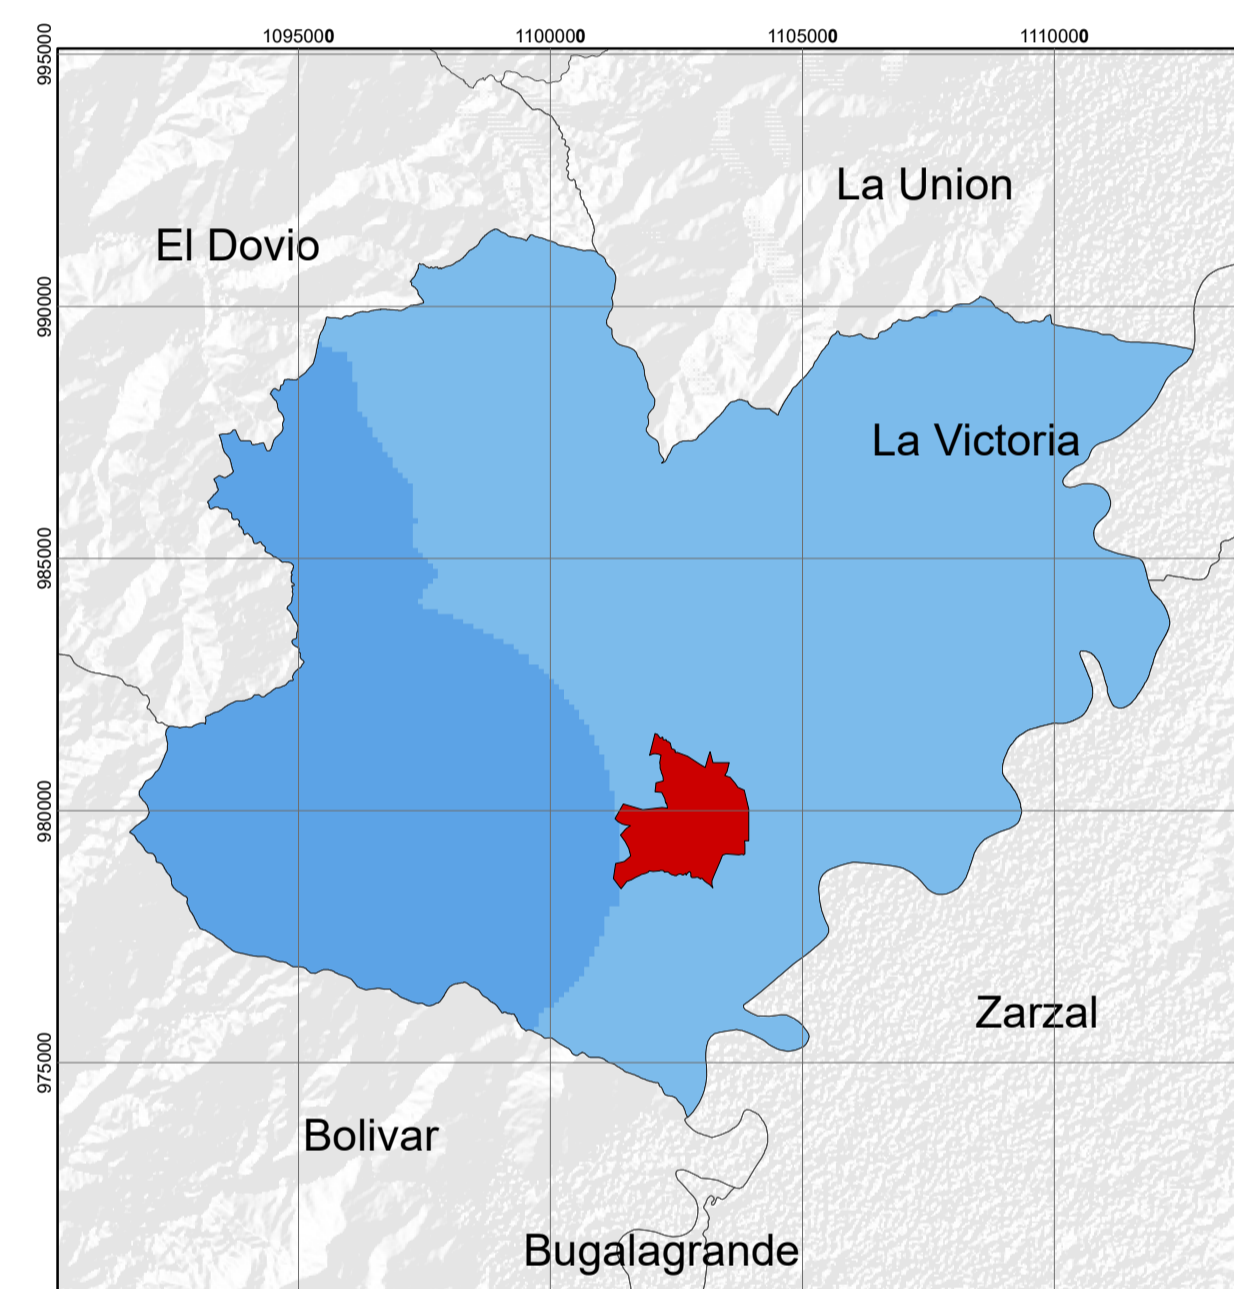 1095000 1100000 1105000 1110000
995000
La Union
El Dovio
990000
La Victoria
985000
980000
Zarzal
975000
Bolivar
Bugalagrande